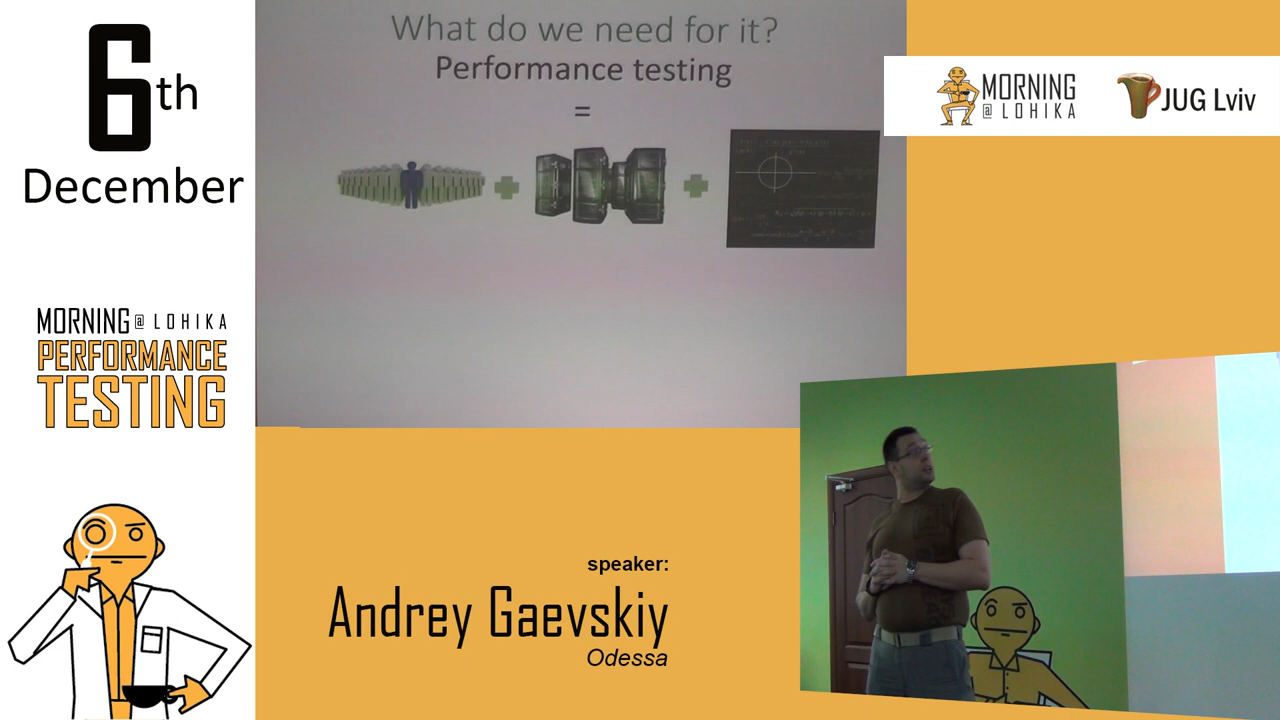 6th
December
MORNING @ LOHIKA
PERFORMANCE
TESTING
What do we need for it?
Performance testing
=
MORNING
@ LOHIKA
JUG Lviv
speaker:
Andrey Gaevskiy
Odessa